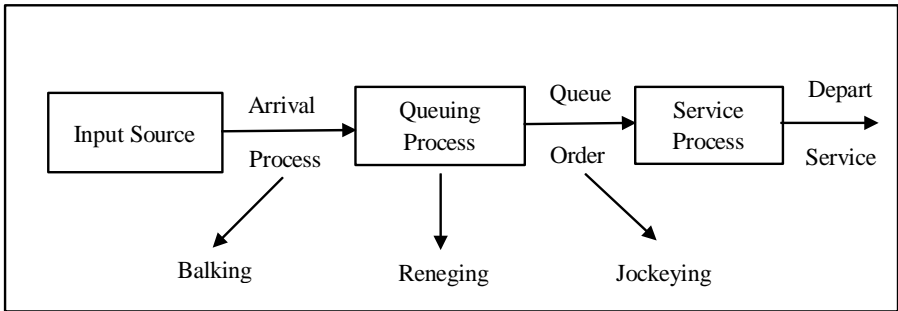 Input Source
Arrival
Process
Queuing
Process
Queue
Order
Service
Process
Depart
Service
Balking
Reneging
Jockeying